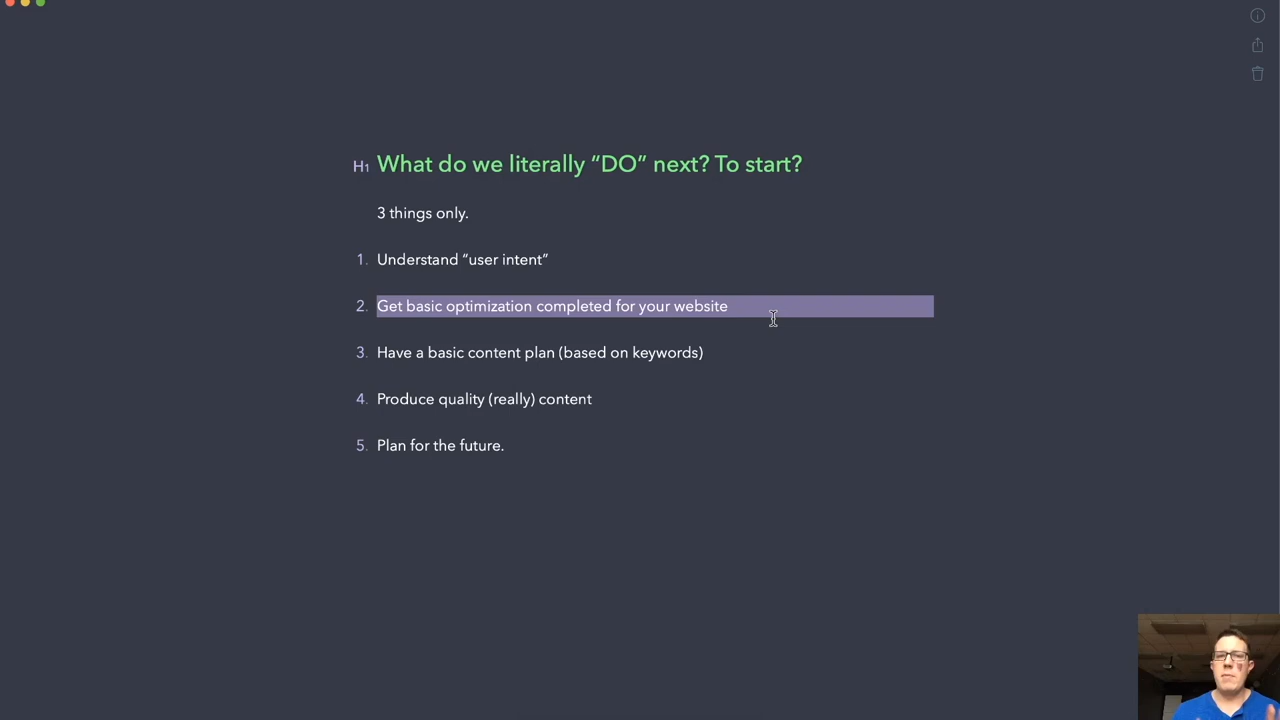 H1 What do we literally “DO” next? To start?
3 things only.
1. Understand “user intent”
2. Get basic optimization completed for your website
3. Have a basic content plan (based on keywords)
4. Produce quality (really) content
5. Plan for the future.